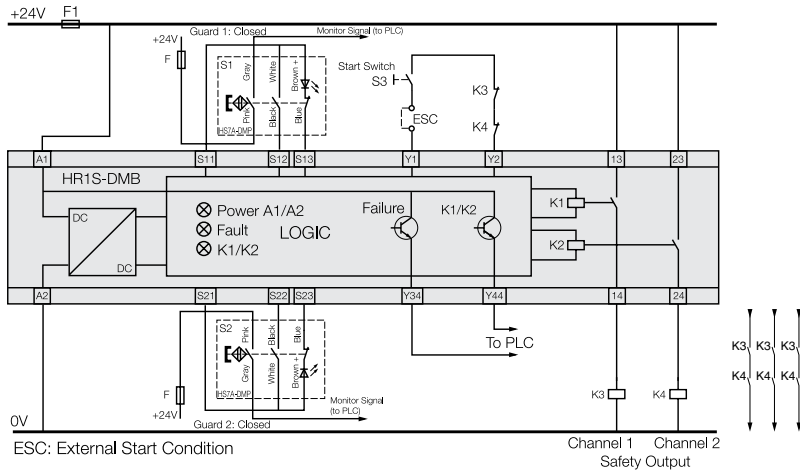 +24V F1
Guard 1: Closed
Monitor Signal (to PLC)
+24V
F
S1
Gray
White
Brown +
Pink
Black
Blue
HS7A-DMP
Start Switch
S3
ESC
K3
K4
A1 S11 S12 S13 Y1 Y2 13 23
HR1S-DMB
DC
DC
Power A1/A2
Fault
K1/K2
LOGIC
Failure
K1/K2
K1
K2
A2 S21 S22 S23 Y34 Y44 14 24
S2
Pink
Black
Blue
Gray
White
Brown +
HS7A-DMP
F
+24V
Monitor Signal
(to PLC)
Guard 2: Closed
To PLC
K3 K4
K3 K3 K3
K4 K4 K4
0V
ESC: External Start Condition
Channel 1 Channel 2
Safety Output